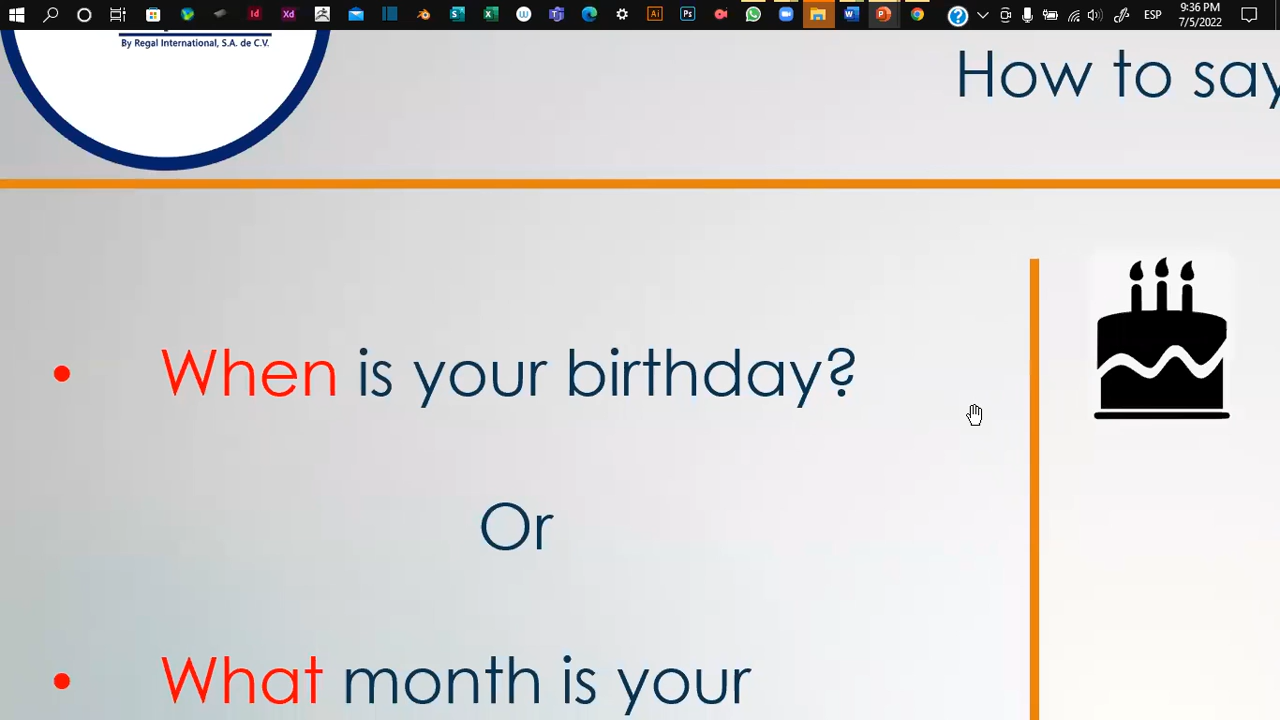 9:36 PM
ESP
7/5/2022
By Regal International, S.A. de C.V.
How to say
When is your birthday?
Or
What month is your